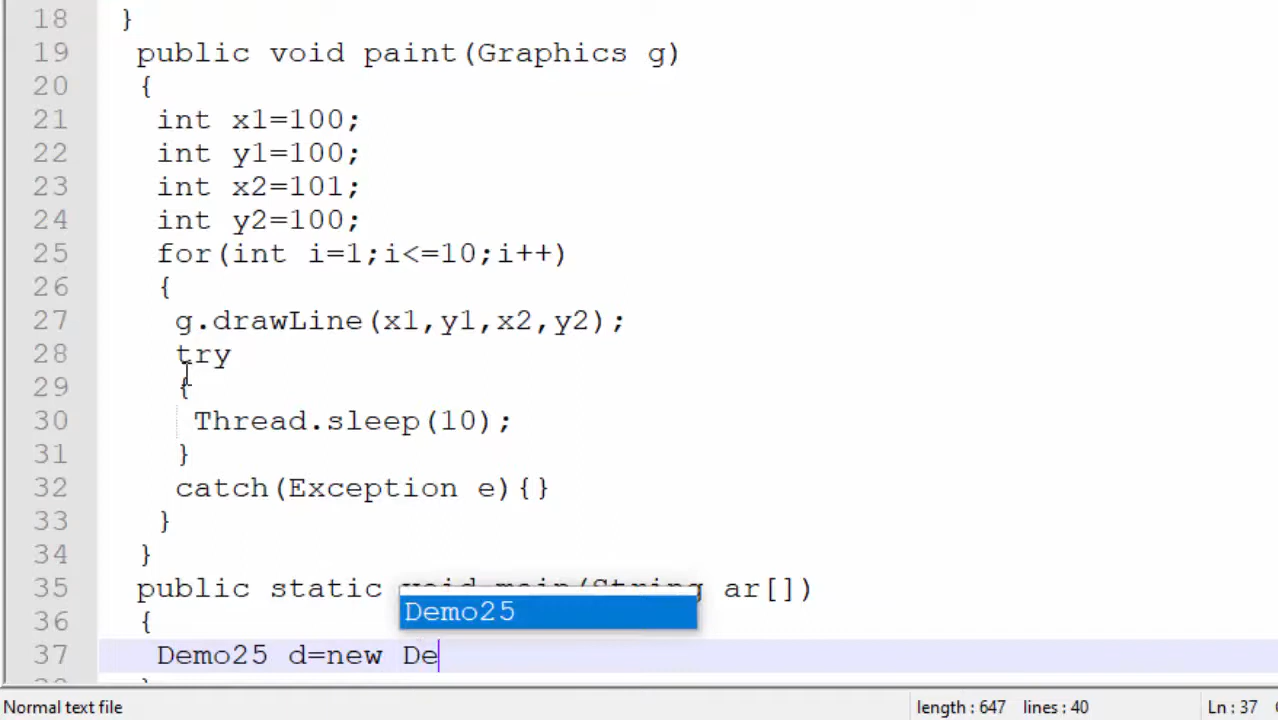 18 }
19 public void paint(Graphics g)
20 {
21 int x1=100;
22 int y1=100;
23 int x2=101;
24 int y2=100;
25 for(int i=1;i<=10;i++)
26 {
27 g.drawLine(x1,y1,x2,y2);
28 try
29 {
30 Thread.sleep(10);
31 }
32 catch(Exception e){}
33 }
34 }
35 public static void main(String ar[])
Demo25
36 {
37 Demo25 d=new De
Normal text file length : 647 lines : 40 Ln : 37